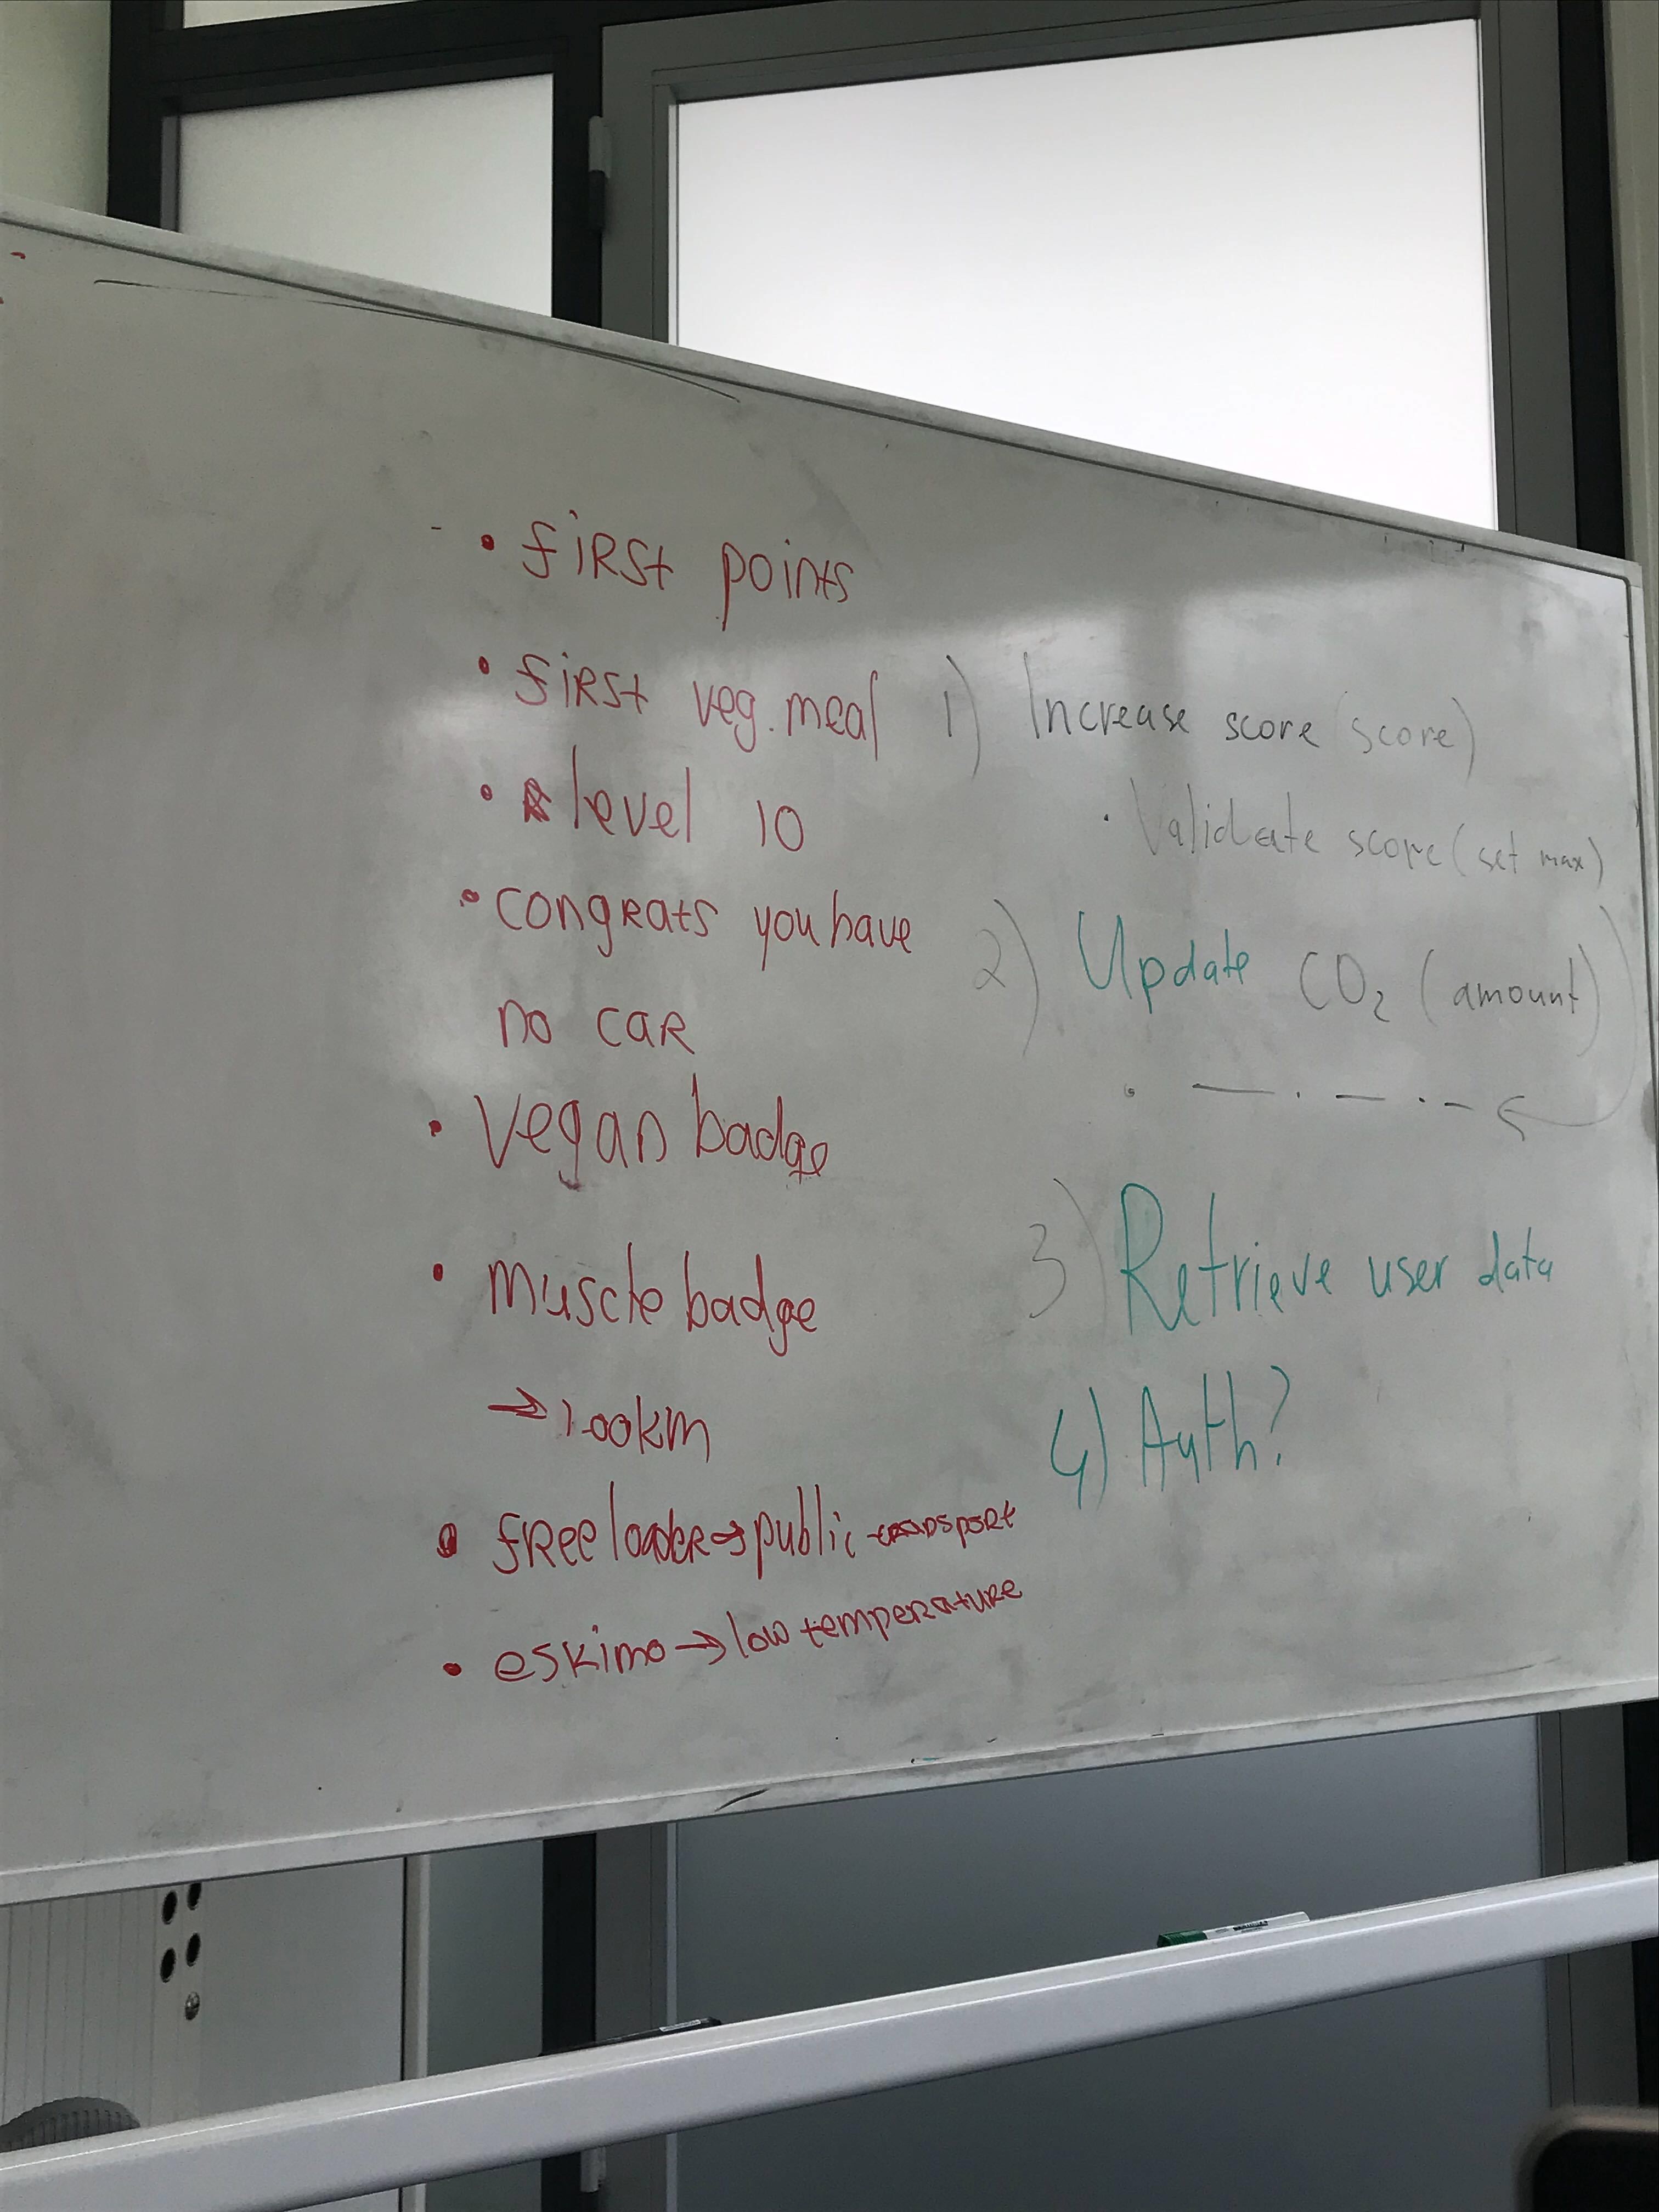 • first points
• first veg. meal
• level 10
• congrats you have
no car
• vegan badge
• muscle badge
→ 100km
• freeloader → public transport
• eskimo → low temperature
1) Increase score (score)
• Validate score (set max)
2) Update CO₂ (amount)
3) Retrieve user data
4) Auth?